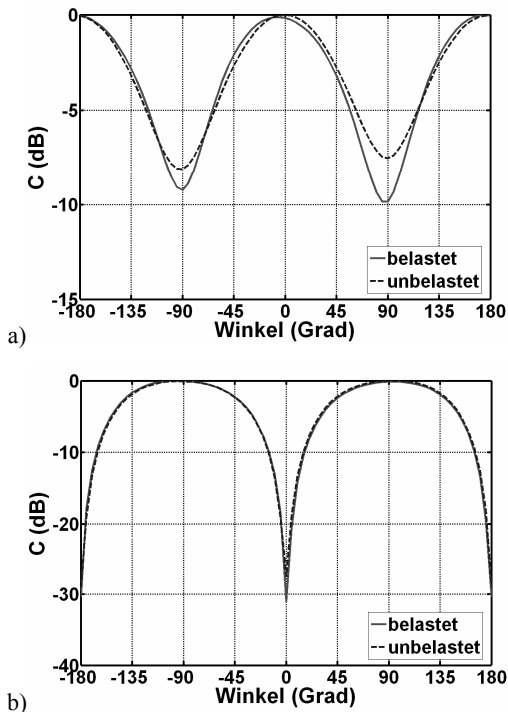 0
-5
-10
-15
C (dB)
belastet
unbelastet
-180 -135 -90 -45 0 45 90 135 180
Winkel (Grad)
a)
0
-10
-20
-30
-40
C (dB)
belastet
unbelastet
-180 -135 -90 -45 0 45 90 135 180
Winkel (Grad)
b)